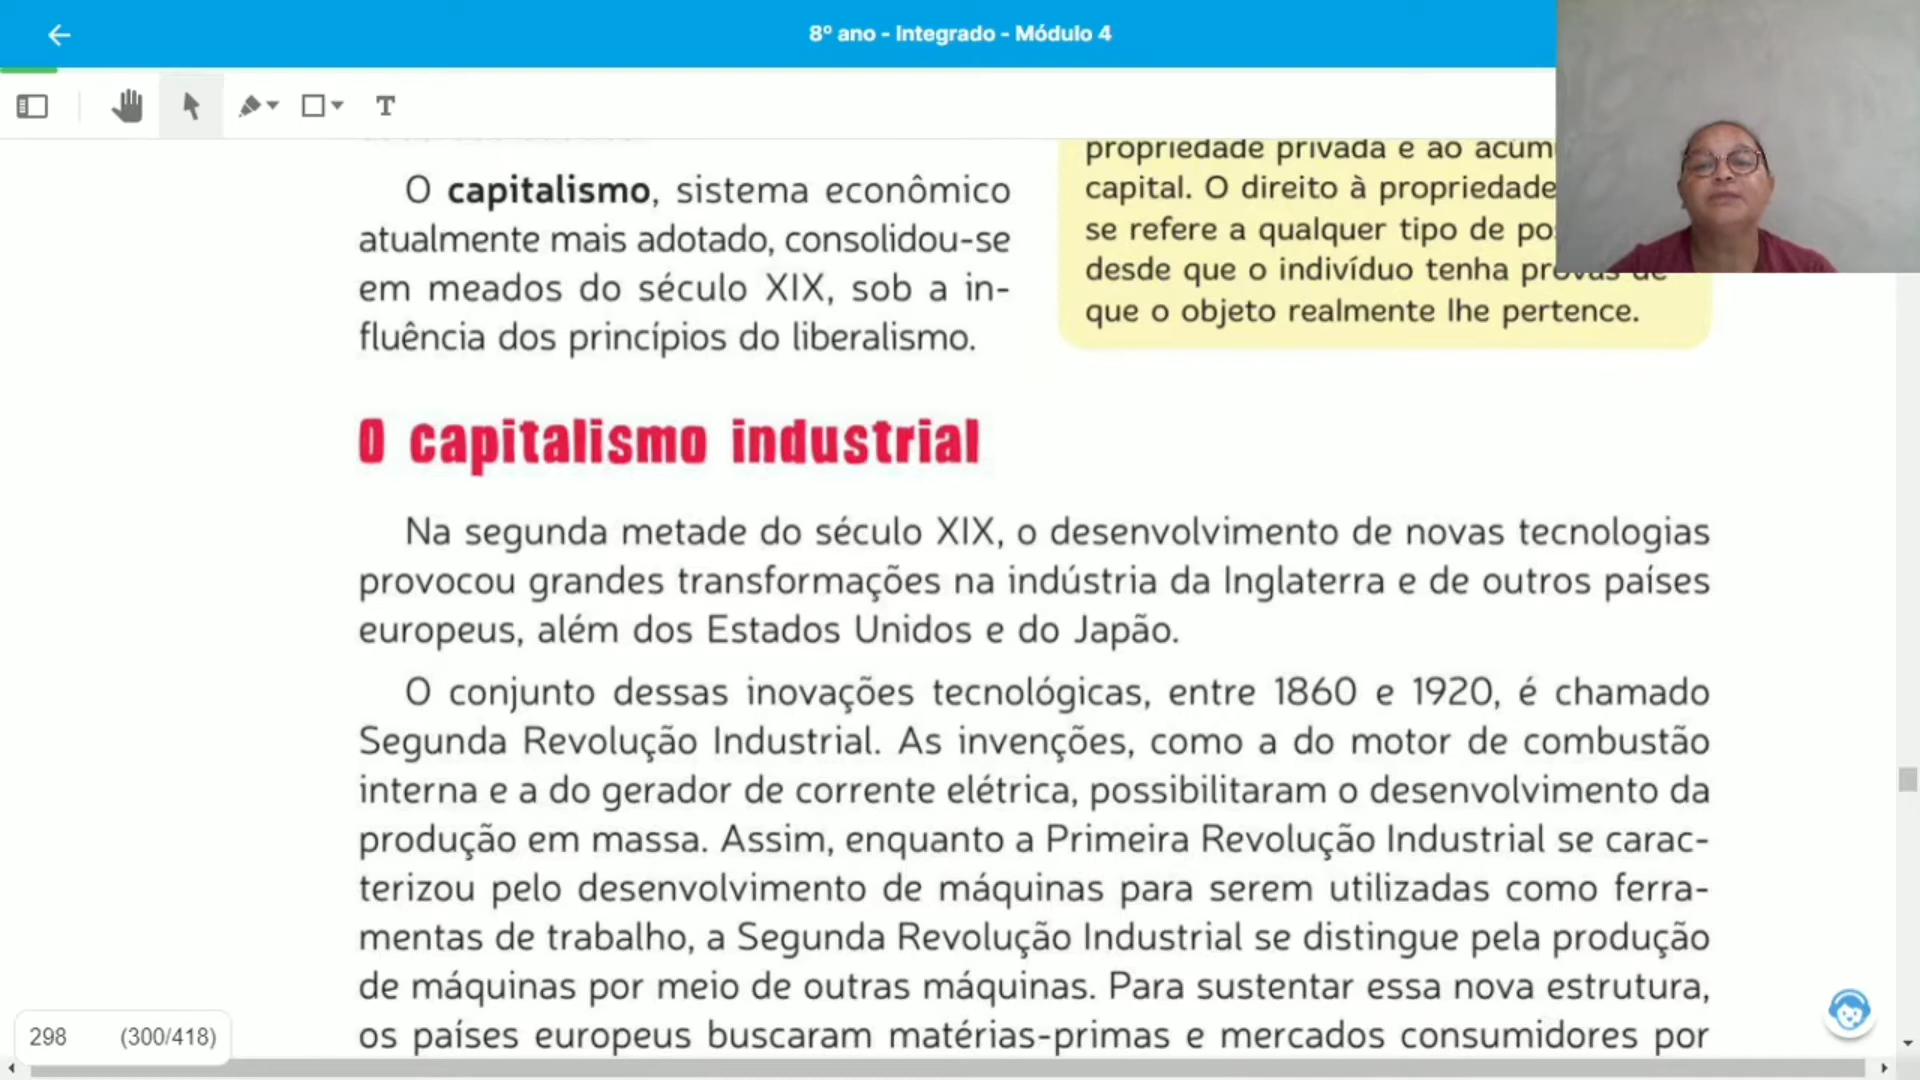 8º ano - Integrado - Módulo 4
T
O capitalismo, sistema econômico
atualmente mais adotado, consolidou-se
em meados do século XIX, sob a in-
fluência dos princípios do liberalismo.
propriedade privada e ao acúm
capital. O direito à propriedade
se refere a qualquer tipo de
desde que o indivíduo tenha provas de
que o objeto realmente lhe pertence.
O capitalismo industrial
Na segunda metade do século XIX, o desenvolvimento de novas tecnologias
provocou grandes transformações na indústria da Inglaterra e de outros países
europeus, além dos Estados Unidos e do Japão.
O conjunto dessas inovações tecnológicas, entre 1860 e 1920, é chamado
Segunda Revolução Industrial. As invenções, como a do motor de combustão
interna e a do gerador de corrente elétrica, possibilitaram o desenvolvimento da
produção em massa. Assim, enquanto a Primeira Revolução Industrial se carac-
terizou pelo desenvolvimento de máquinas para serem utilizadas como ferra-
mentas de trabalho, a Segunda Revolução Industrial se distingue pela produção
de máquinas por meio de outras máquinas. Para sustentar essa nova estrutura,
os países europeus buscaram matérias-primas e mercados consumidores por
298 (300/418)